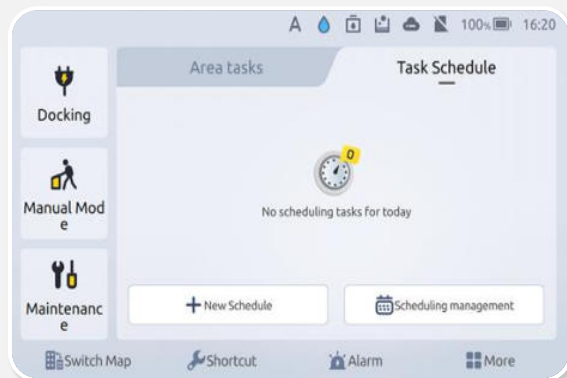 A 100% 16:20
Docking
Manual Mod
e
Maintenanc
e
Area tasks
Task Schedule
0
No scheduling tasks for today
New Schedule
Scheduling management
Switch Map
Shortcut
Alarm
More